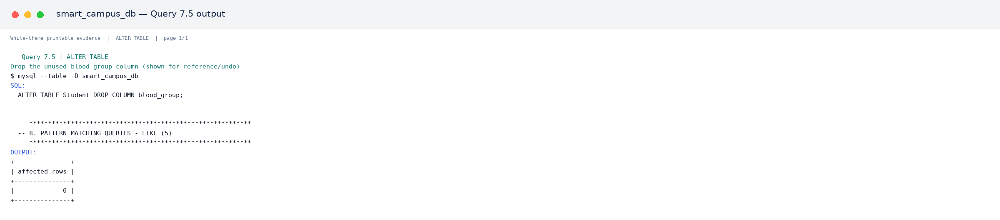 smart_campus_db — Query 7.5 output
White-theme printable evidence | ALTER TABLE | page 1/1
-- Query 7.5 | ALTER TABLE
Drop the unused blood_group column (shown for reference/undo)
$ mysql --table -D smart_campus_db
SQL:
ALTER TABLE Student DROP COLUMN blood_group;
-- ***********************************************************
-- 8. PATTERN MATCHING QUERIES - LIKE (5)
-- ***********************************************************
OUTPUT:
+---------------+
| affected_rows |
+---------------+
|             0 |
+---------------+